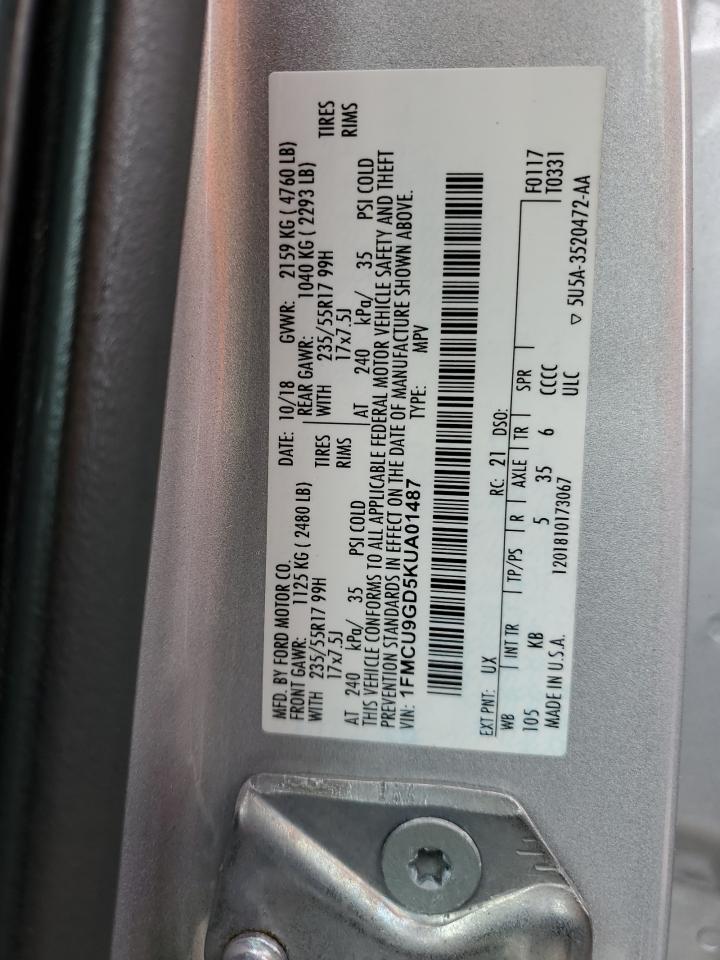 MFD. BY FORD MOTOR CO.
DATE: 10/18 GVWR: 2159 KG ( 4760 LB)
FRONT GAWR: 1125 KG ( 2480 LB) REAR GAWR: 1040 KG ( 2293 LB)
WITH 235/55R17 99H TIRES WITH 235/55R17 99H TIRES
17x7.5J RIMS 17x7.5J RIMS
AT 240 kPa/ 35 PSI COLD AT 240 kPa/ 35 PSI COLD
THIS VEHICLE CONFORMS TO ALL APPLICABLE FEDERAL MOTOR VEHICLE SAFETY AND THEFT
PREVENTION STANDARDS IN EFFECT ON THE DATE OF MANUFACTURE SHOWN ABOVE.
VIN: 1FMCU9GD5KUA01487 TYPE: MPV
EXT PNT: UX RC: 21 DSO: F0117
WB INT TR TP/PS R AXLE TR SPR T0331
105 KB 5 35 6 CCCC
ULC
MADE IN U.S.A. 120181017 3067 ▽ 5U5A-3520472-AA